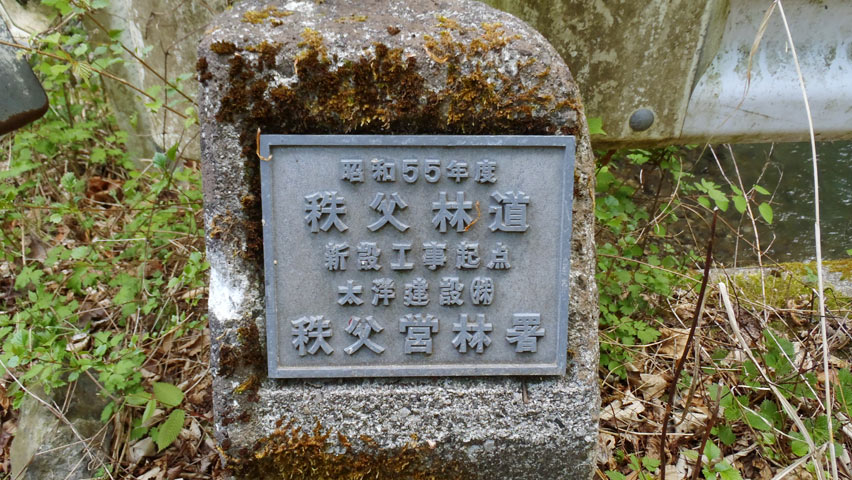 昭和55年度
秩父林道
新設工事起点
太洋建設㈱
秩父営林署